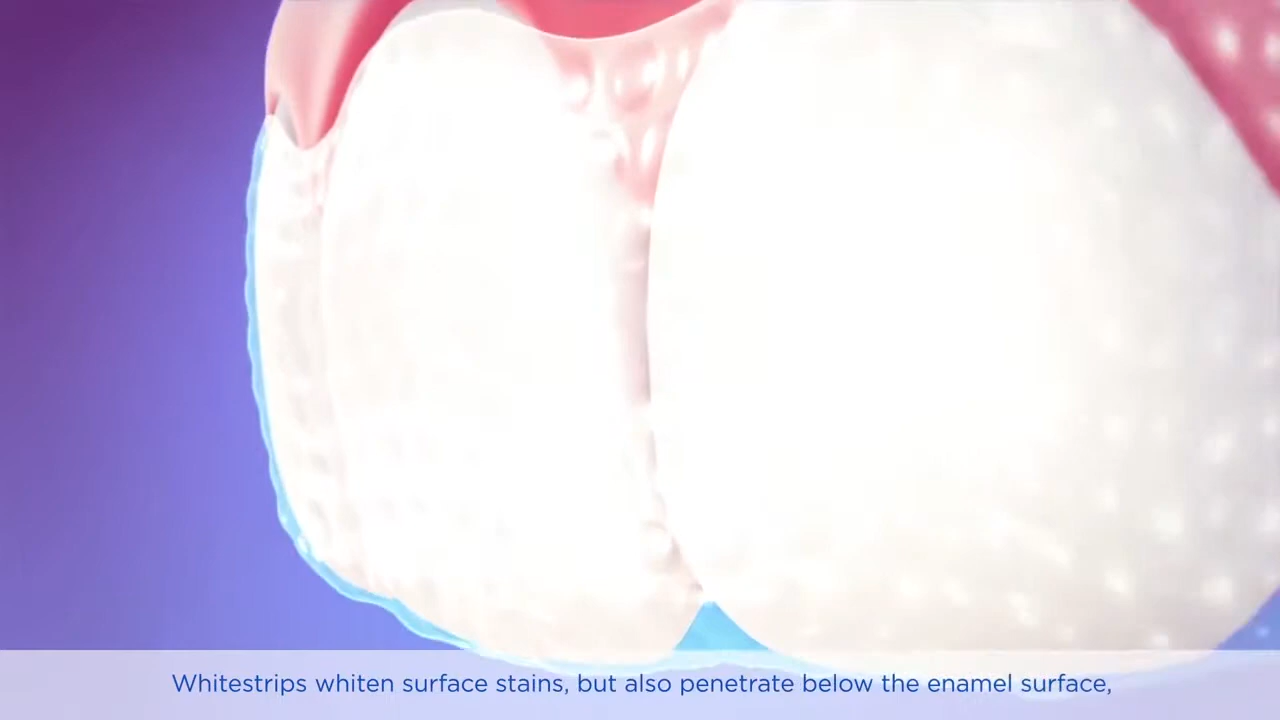 Whitestrips whiten surface stains, but also penetrate below the enamel surface,